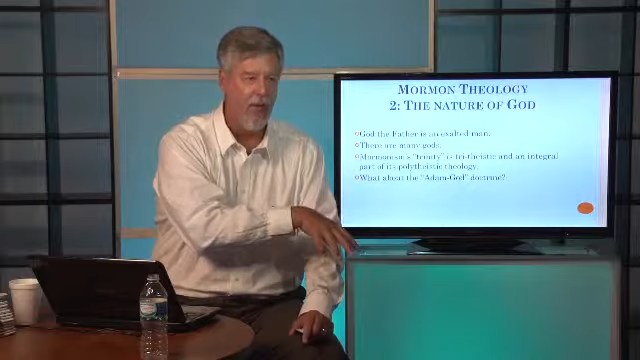 MORMON THEOLOGY
2: THE NATURE OF GOD
God the Father is an exalted man.
There are many gods.
Mormonism's "trinity" is tri-theistic and an integral
part of its polytheistic theology.
What about the "Adam-God" doctrine?